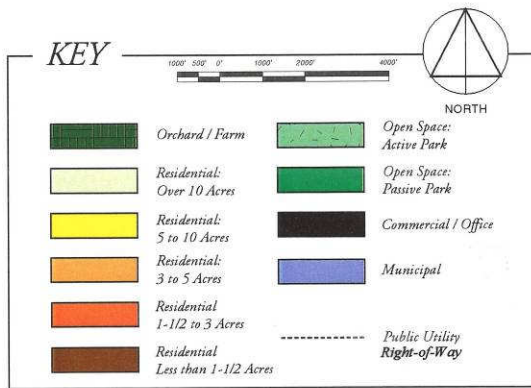 KEY
1000' 500' 0' 1000' 2000' 4000'
NORTH
Orchard / Farm
Residential:
Over 10 Acres
Residential:
5 to 10 Acres
Residential:
3 to 5 Acres
Residential
1-1/2 to 3 Acres
Residential
Less than 1-1/2 Acres
Open Space:
Active Park
Open Space:
Passive Park
Commercial / Office
Municipal
Public Utility
Right-of-Way